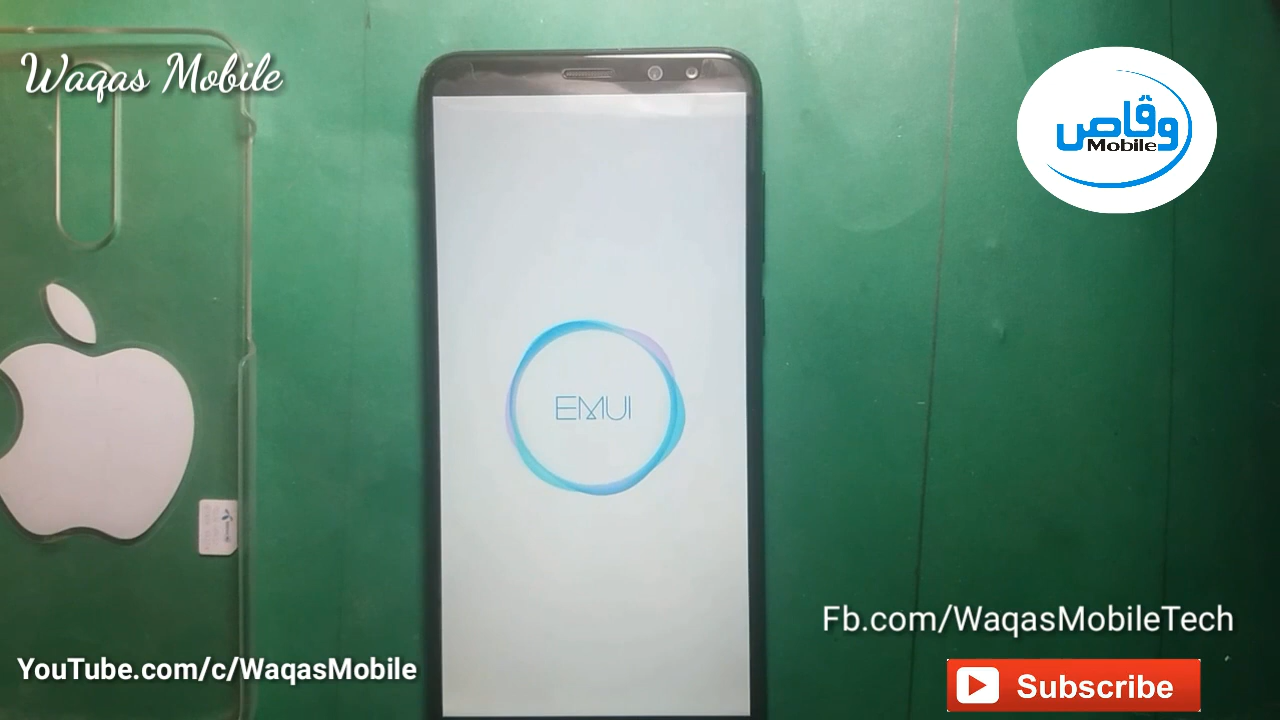 Waqas Mobile
وقاص
Mobile
EMUI
Fb.com/WaqasMobileTech
YouTube.com/c/WaqasMobile
Subscribe